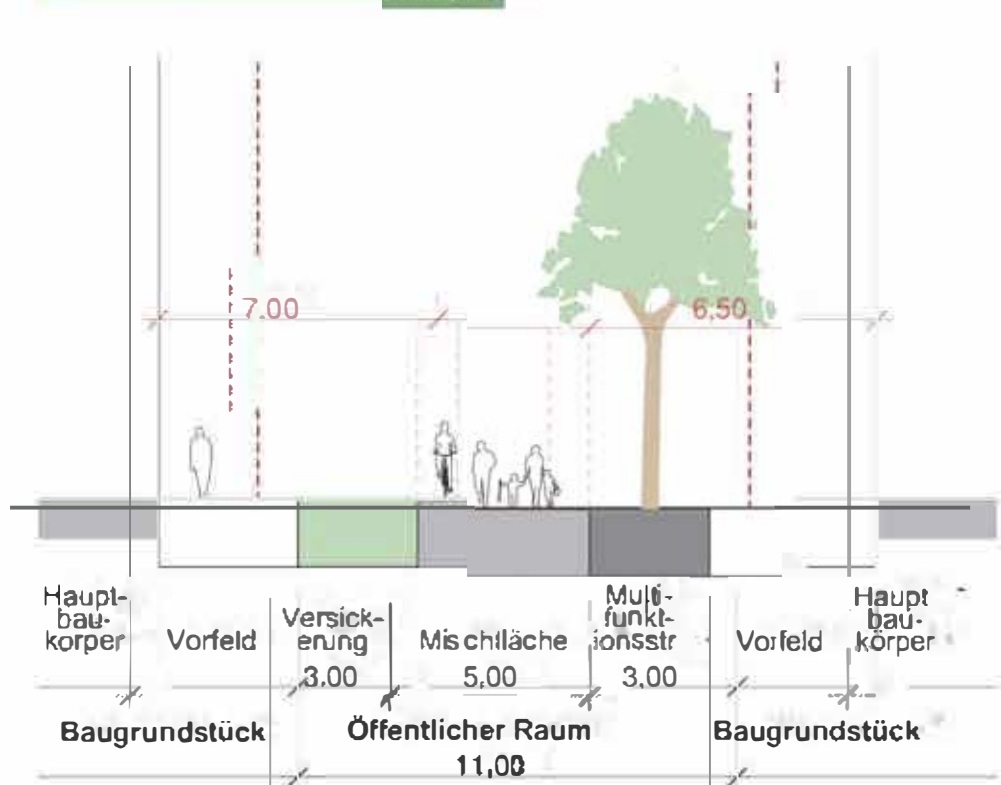 7,00
6,50
Haupt-
bau-
körper
Vorfeld
Versick-
erung
3,00
Mischfläche
5,00
Multi-
funkt-
ionsstr
3,00
Vorfeld
Haupt
bau-
körper
Baugrundstück
Öffentlicher Raum
11,00
Baugrundstück